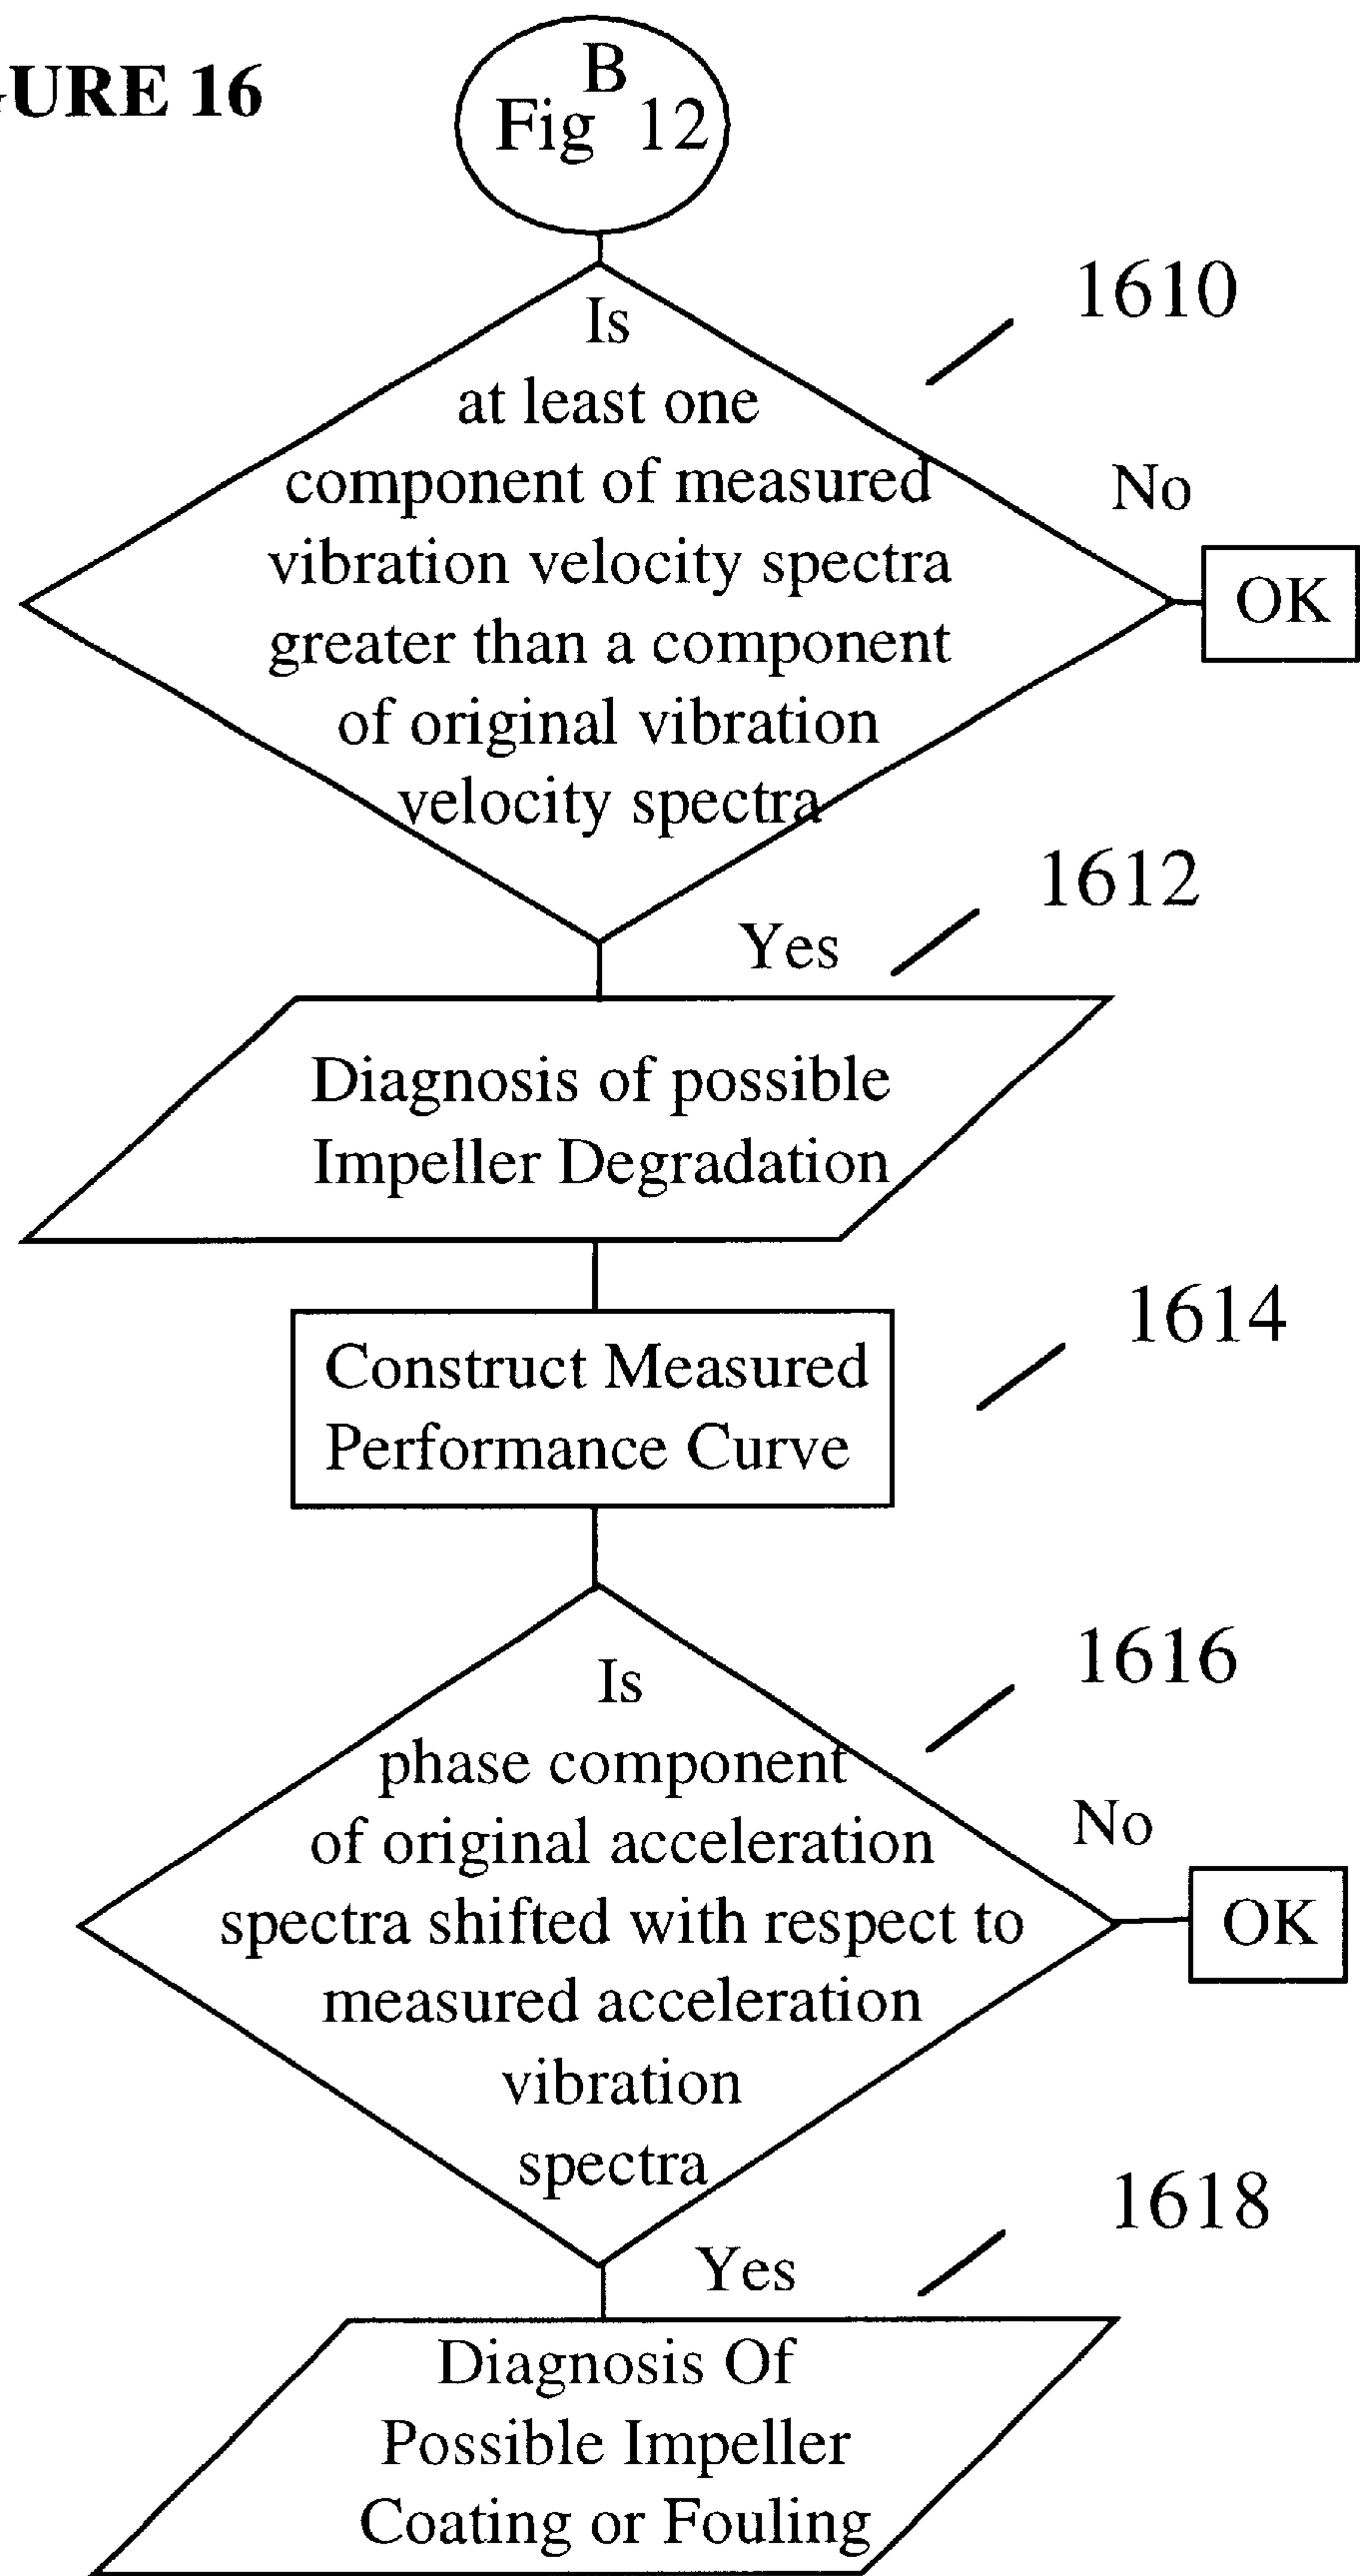 GURE 16
B
Fig 12
1610
Is
at least one
component of measured
vibration velocity spectra
greater than a component
of original vibration
velocity spectra
No
OK
1612
Yes
Diagnosis of possible
Impeller Degradation
1614
Construct Measured
Performance Curve
1616
Is
phase component
of original acceleration
spectra shifted with respect to
measured acceleration
vibration
spectra
No
OK
1618
Yes
Diagnosis Of
Possible Impeller
Coating or Fouling